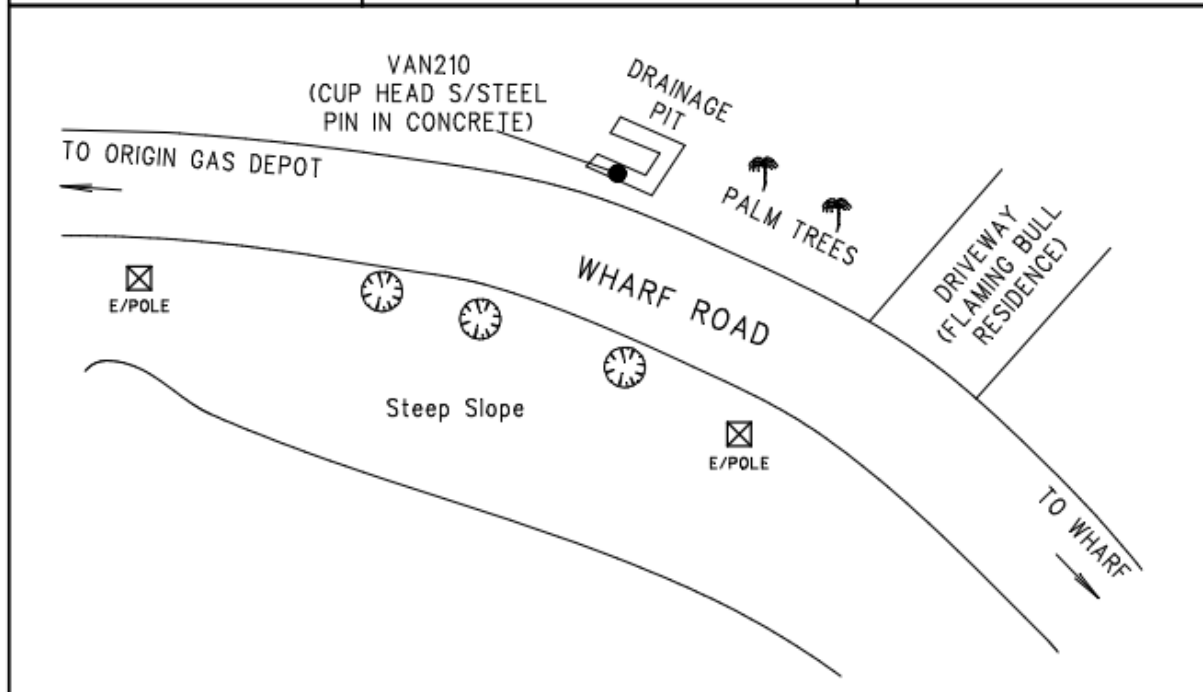 VAN210
(CUP HEAD S/STEEL
PIN IN CONCRETE)
DRAINAGE
PIT
TO ORIGIN GAS DEPOT
PALM TREES
DRIVEWAY
(FLAMING BULL
RESIDENCE)
WHARF ROAD
E/POLE
Steep Slope
E/POLE
TO WHARF